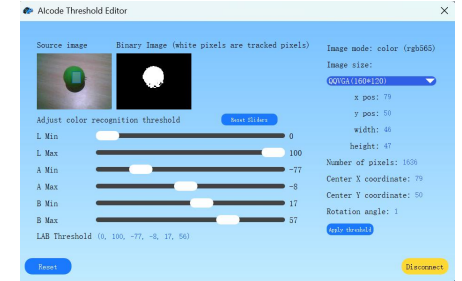 AIcode Threshold Editor
Source image
Binary Image (white pixels are tracked pixels)
Adjust color recognition threshold
Reset Sliders
L Min 0
L Max 100
A Min -77
A Max -8
B Min 17
B Max 57
LAB Threshold (0, 100, -77, -8, 17, 56)
Reset
Image mode: color (rgb565)
Image size:
QQVGA(160*120)
x pos: 79
y pos: 50
width: 46
height: 47
Number of pixels: 1636
Center X coordinate: 79
Center Y coordinate: 50
Rotation angle: 1
Apply threshold
Disconnect